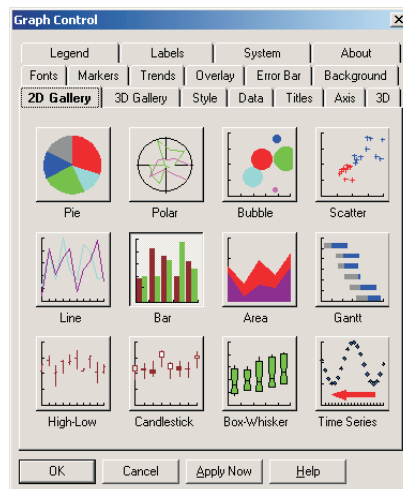 Graph Control
Legend Labels System About
Fonts Markers Trends Overlay Error Bar Background
2D Gallery 3D Gallery Style Data Titles Axis 3D
Pie Polar Bubble Scatter
Line Bar Area Gantt
High-Low Candlestick Box-Whisker Time Series
OK Cancel Apply Now Help